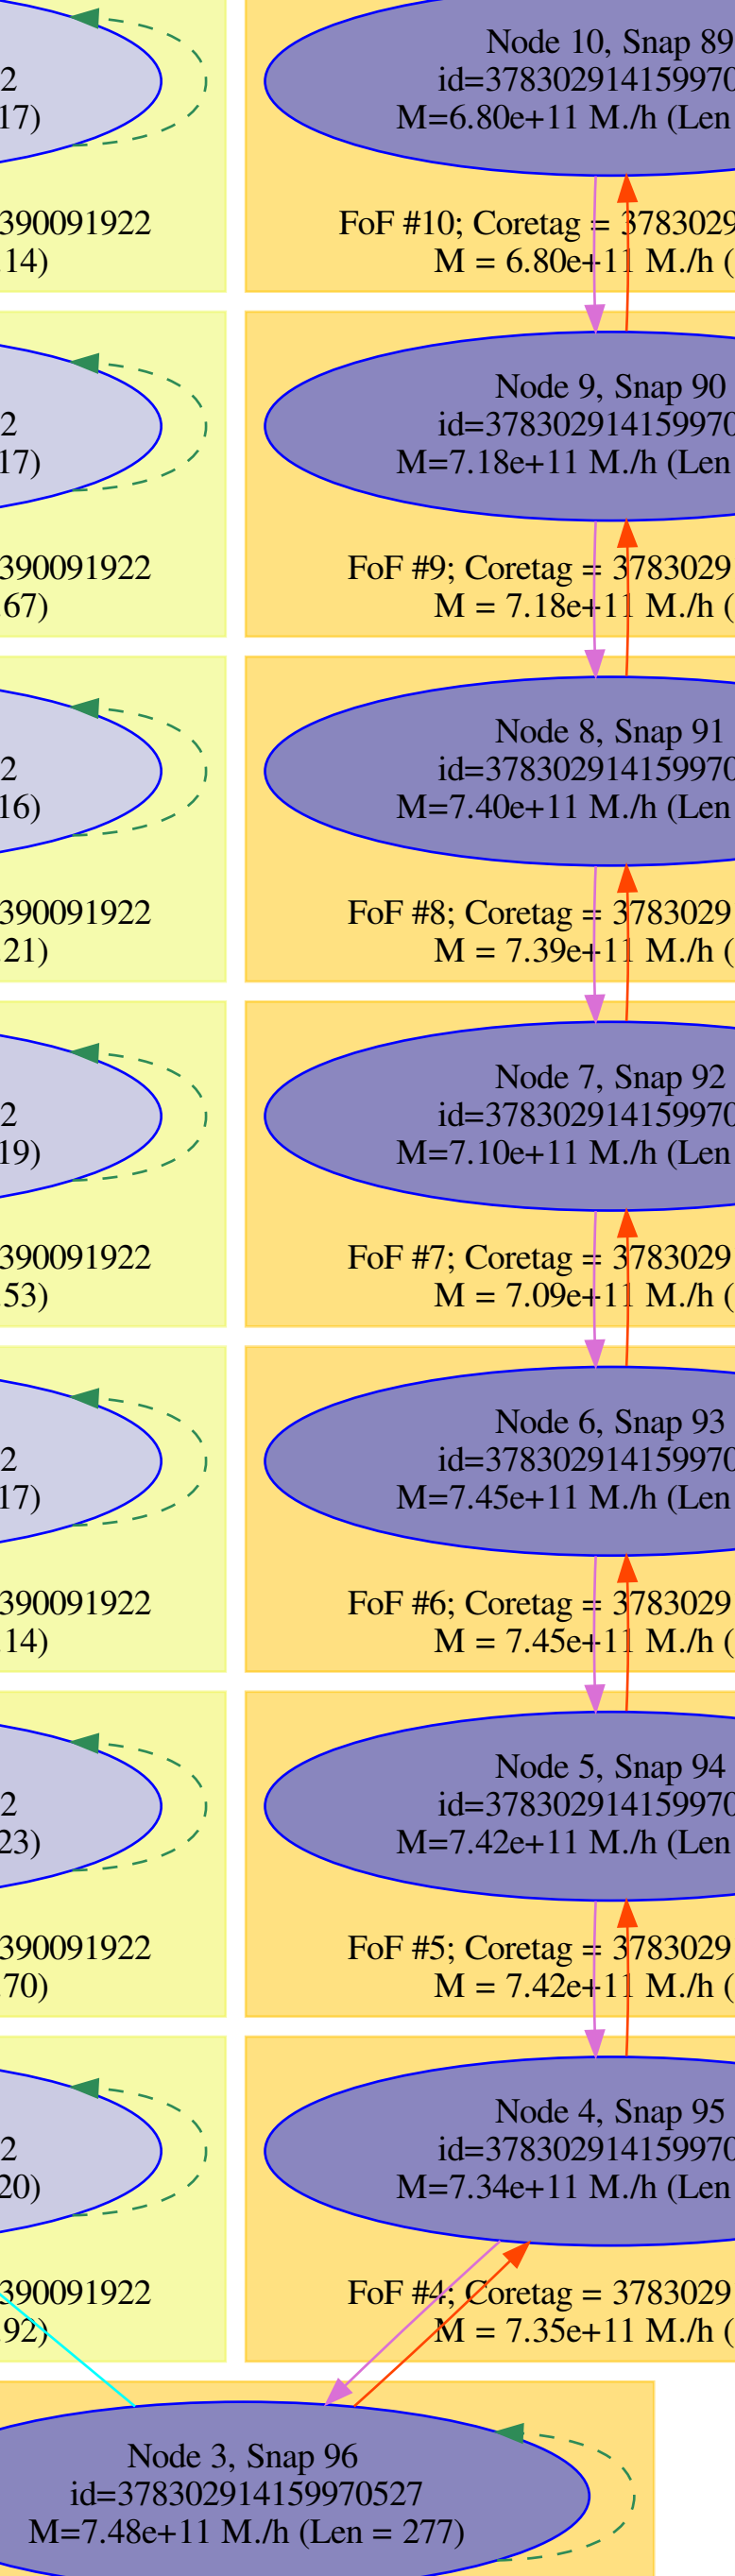 2
17)
390091922
14)
Node 10, Snap 89
id=378302914159970
M=6.80e+11 M./h (Len
FoF #10; Coretag = 3783029
M = 6.80e+11 M./h (
2
17)
390091922
67)
Node 9, Snap 90
id=378302914159970
M=7.18e+11 M./h (Len
FoF #9; Coretag = 3783029
M = 7.18e+11 M./h (
2
16)
390091922
21)
Node 8, Snap 91
id=378302914159970
M=7.40e+11 M./h (Len
FoF #8; Coretag = 3783029
M = 7.39e+11 M./h (
2
19)
390091922
53)
Node 7, Snap 92
id=378302914159970
M=7.10e+11 M./h (Len
FoF #7; Coretag = 3783029
M = 7.09e+11 M./h (
2
17)
390091922
14)
Node 6, Snap 93
id=378302914159970
M=7.45e+11 M./h (Len
FoF #6; Coretag = 3783029
M = 7.45e+11 M./h (
2
23)
390091922
70)
Node 5, Snap 94
id=378302914159970
M=7.42e+11 M./h (Len
FoF #5; Coretag = 3783029
M = 7.42e+11 M./h (
2
20)
390091922
92)
Node 4, Snap 95
id=378302914159970
M=7.34e+11 M./h (Len
FoF #4; Coretag = 3783029
M = 7.35e+11 M./h (
Node 3, Snap 96
id=378302914159970527
M=7.48e+11 M./h (Len = 277)